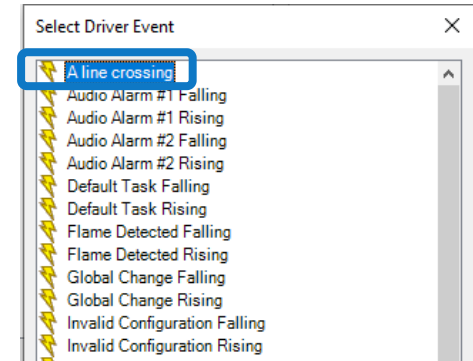 Select Driver Event
A line crossing
Audio Alarm #1 Falling
Audio Alarm #1 Rising
Audio Alarm #2 Falling
Audio Alarm #2 Rising
Default Task Falling
Default Task Rising
Flame Detected Falling
Flame Detected Rising
Global Change Falling
Global Change Rising
Invalid Configuration Falling
Invalid Configuration Rising